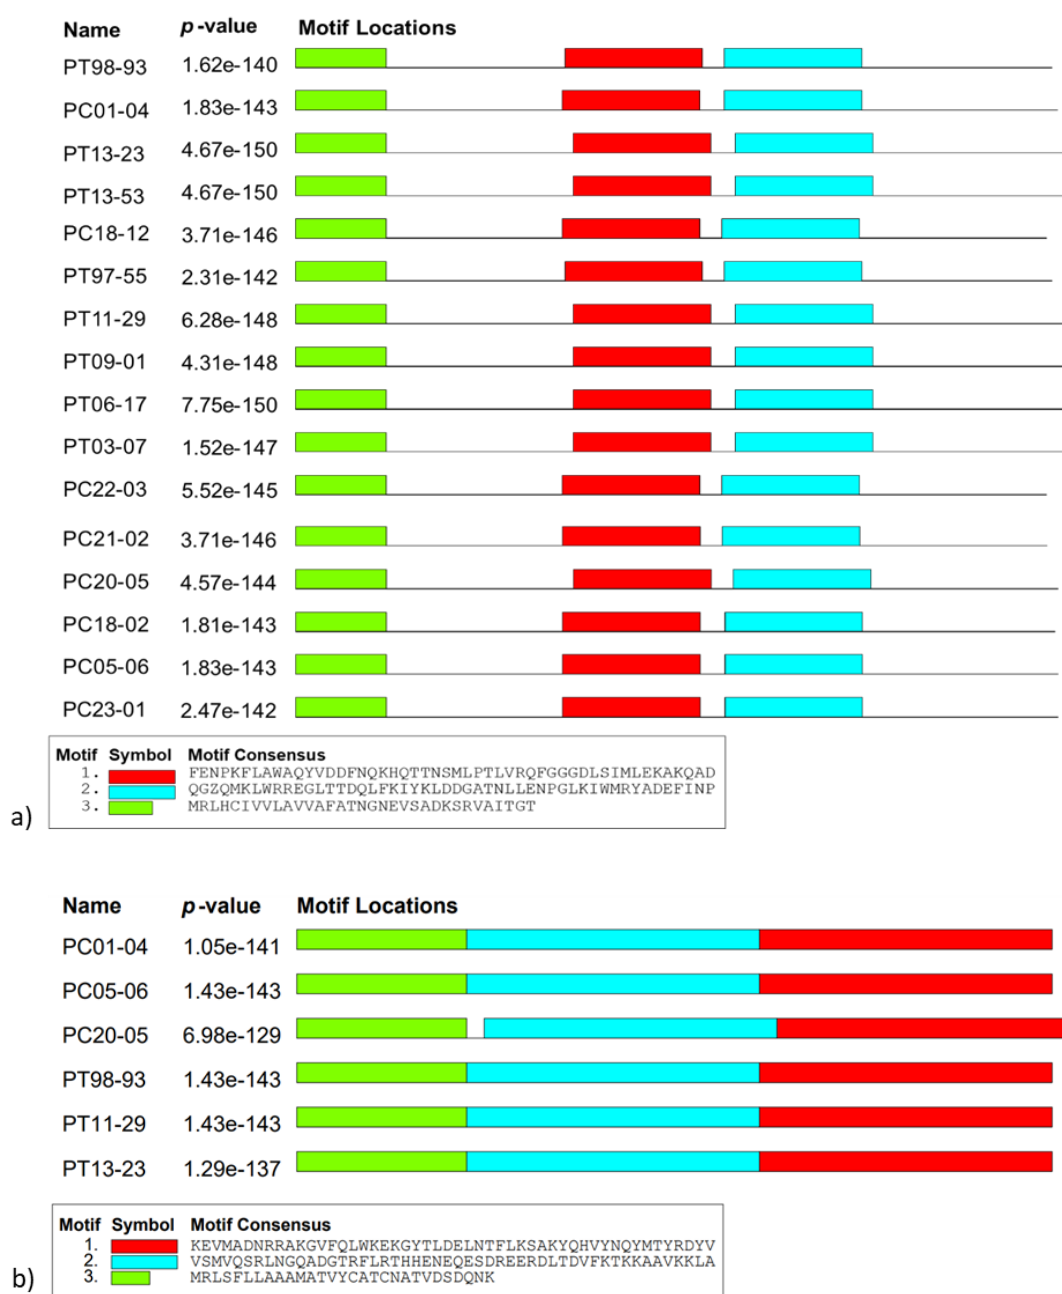 Name p-value Motif Locations
PT98-93 1.62e-140
PC01-04 1.83e-143
PT13-23 4.67e-150
PT13-53 4.67e-150
PC18-12 3.71e-146
PT97-55 2.31e-142
PT11-29 6.28e-148
PT09-01 4.31e-148
PT06-17 7.75e-150
PT03-07 1.52e-147
PC22-03 5.52e-145
PC21-02 3.71e-146
PC20-05 4.57e-144
PC18-02 1.81e-143
PC05-06 1.83e-143
PC23-01 2.47e-142
Motif Symbol Motif Consensus
1. FENPKFLAWAQYVDDFNQKHQTTNSMLPTLVRQFGGGDLSIMLEKAKQAD
2. QGZQMKLWRREGLTTDQLFKIYKLDDGATNLLENPGLKIWMRYADEFINP
3. MRLHCIVVLAVVAFATNGNEVSADKSRVAITGT
a)
Name p-value Motif Locations
PC01-04 1.05e-141
PC05-06 1.43e-143
PC20-05 6.98e-129
PT98-93 1.43e-143
PT11-29 1.43e-143
PT13-23 1.29e-137
Motif Symbol Motif Consensus
1. KEVMADNRRAKGVFQLWKEKGYTLDELNTFLKSAKYQHVYNQYMTYRDYV
2. VSMVQSRLNGQADGTRFLRTHHENEQESDREERDLTDVFKTKKAAVKKLA
3. MRLSFLLAAAMATVYCATCNATVDSDQNK
b)